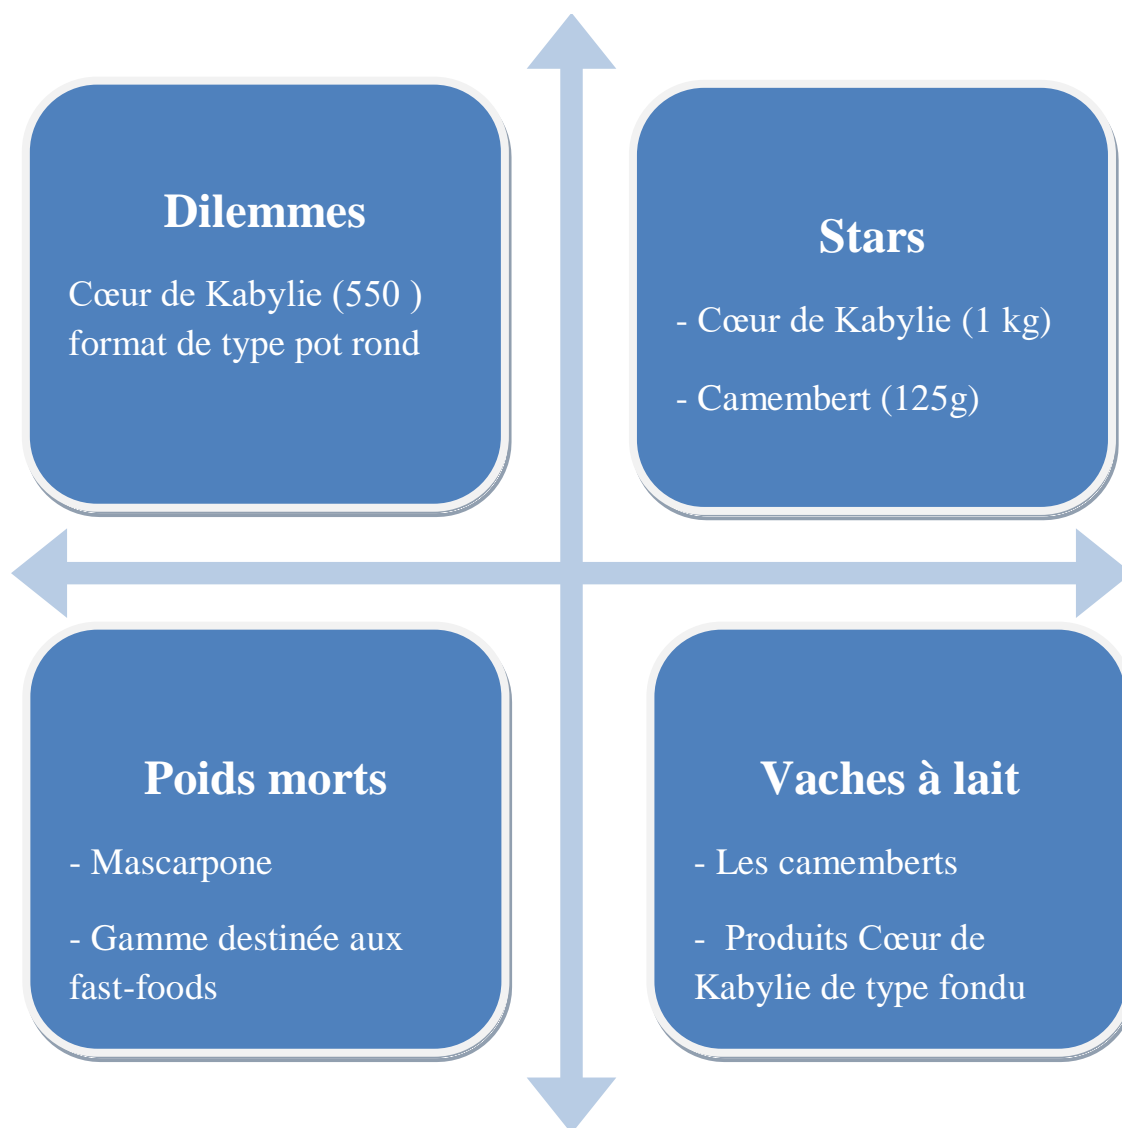 Dilemmes
Cœur de Kabylie (550 )
format de type pot rond
Stars
- Cœur de Kabylie (1 kg)
- Camembert (125g)
Poids morts
- Mascarpone
- Gamme destinée aux
fast-foods
Vaches à lait
- Les camemberts
- Produits Cœur de
Kabylie de type fondu